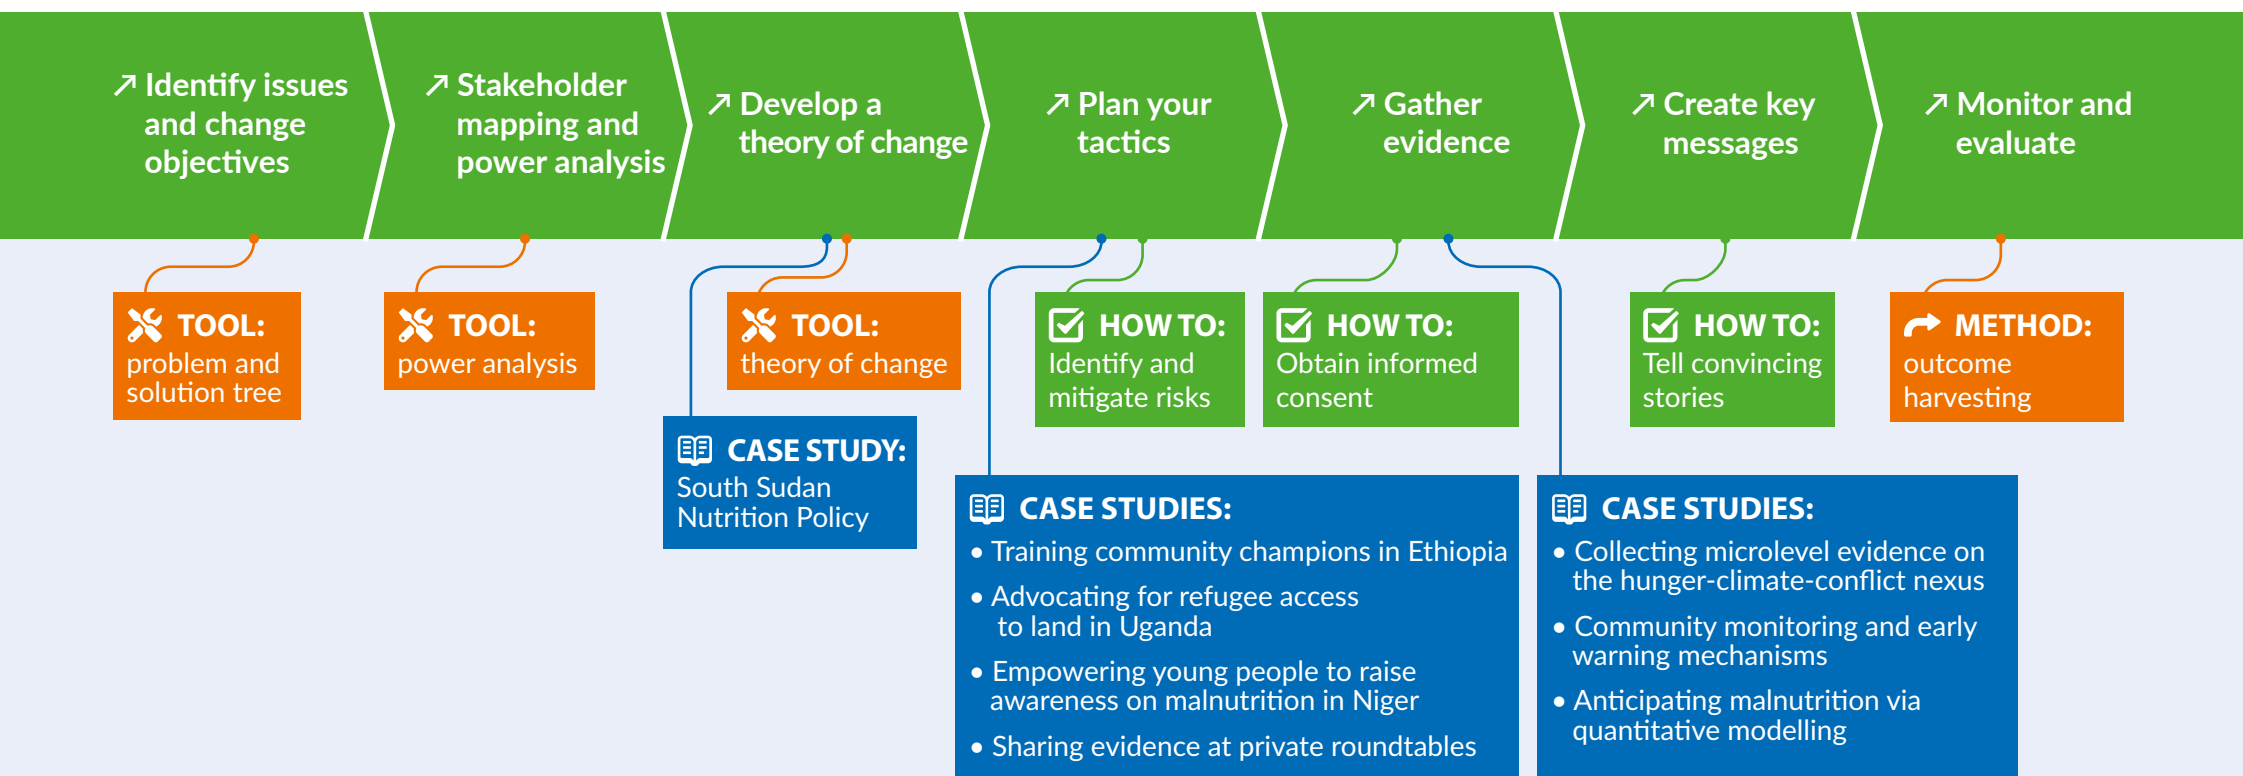 ↗ Identify issues
and change
objectives
↗ Stakeholder
mapping and
power analysis
↗ Develop a
theory of change
↗ Plan your
tactics
↗ Gather
evidence
↗ Create key
messages
↗ Monitor and
evaluate
TOOL:
problem and
solution tree
TOOL:
power analysis
TOOL:
theory of change
CASE STUDY:
South Sudan
Nutrition Policy
HOW TO:
Identify and
mitigate risks
CASE STUDIES:
• Training community champions in Ethiopia
• Advocating for refugee access
to land in Uganda
• Empowering young people to raise
awareness on malnutrition in Niger
• Sharing evidence at private roundtables
HOW TO:
Obtain informed
consent
CASE STUDIES:
• Collecting microlevel evidence on
the hunger-climate-conflict nexus
• Community monitoring and early
warning mechanisms
• Anticipating malnutrition via
quantitative modelling
HOW TO:
Tell convincing
stories
METHOD:
outcome
harvesting